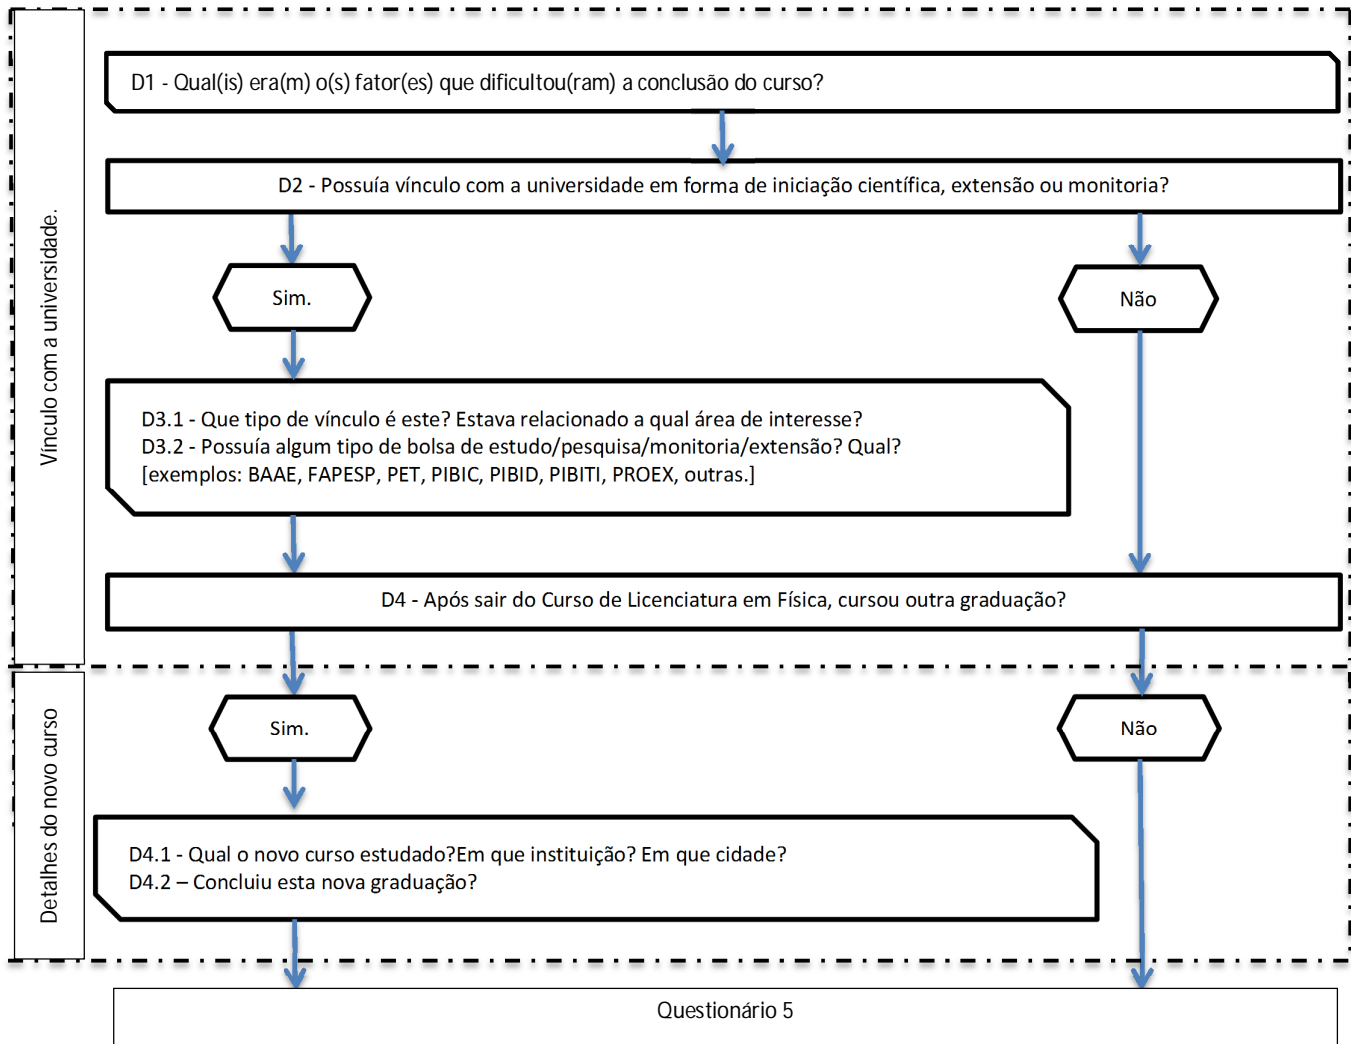 Vínculo com a universidade.
D1 - Qual(is) era(m) o(s) fator(es) que dificultou(ram) a conclusão do curso?
D2 - Possuía vínculo com a universidade em forma de iniciação científica, extensão ou monitoria?
Sim.
Não
D3.1 - Que tipo de vínculo é este? Estava relacionado a qual área de interesse?
D3.2 - Possuía algum tipo de bolsa de estudo/pesquisa/monitoria/extensão? Qual?
[exemplos: BAAE, FAPESP, PET, PIBIC, PIBID, PIBITI, PROEX, outras.]
D4 - Após sair do Curso de Licenciatura em Física, cursou outra graduação?
Detalhes do novo curso
Sim.
Não
D4.1 - Qual o novo curso estudado?Em que instituição? Em que cidade?
D4.2 – Concluiu esta nova graduação?
Questionário 5